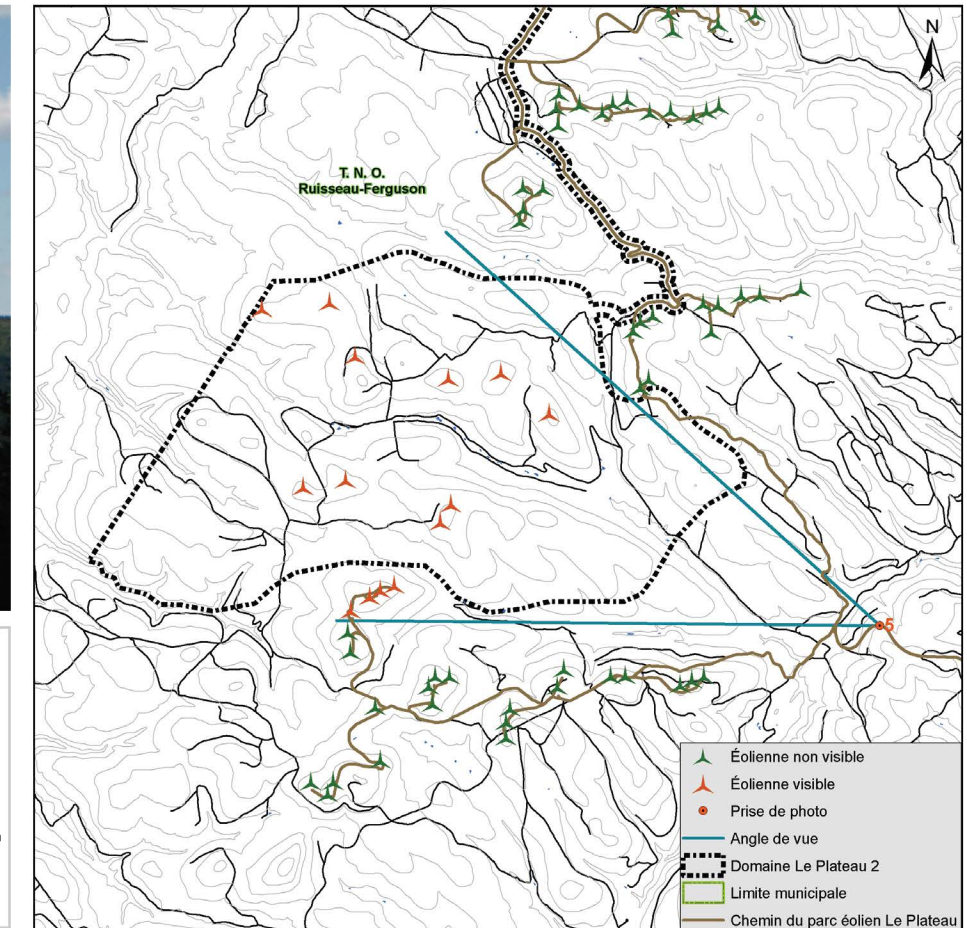 N
T. N. O.
Ruisseau-Ferguson
5
Éolienne non visible
Éolienne visible
Prise de photo
Angle de vue
Domaine Le Plateau 2
Limite municipale
Chemin du parc éolien Le Plateau